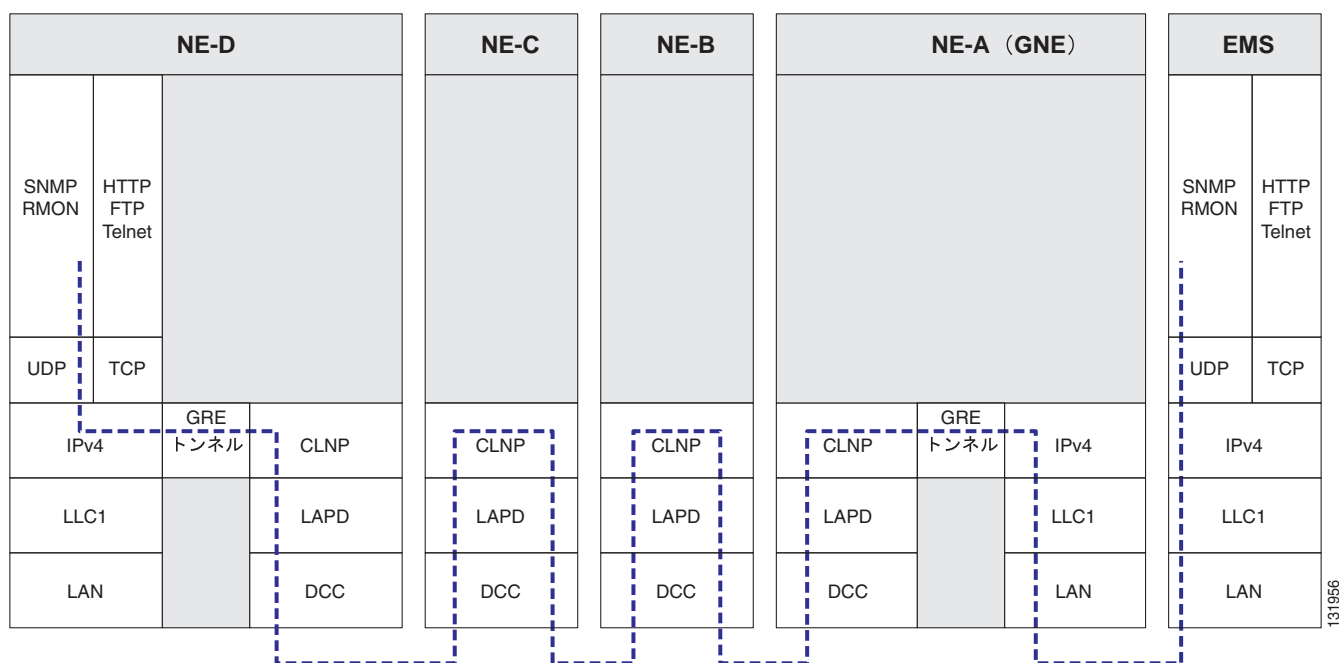 NE-D
NE-C
NE-B
NE-A（GNE）
EMS
SNMP
RMON
HTTP
FTP
Telnet
SNMP
RMON
HTTP
FTP
Telnet
UDP
TCP
UDP
TCP
IPv4
GRE
トンネル
CLNP
CLNP
CLNP
CLNP
GRE
トンネル
IPv4
IPv4
LLC1
LAPD
LAPD
LAPD
LAPD
LLC1
LLC1
LAN
DCC
DCC
DCC
DCC
LAN
LAN
131956